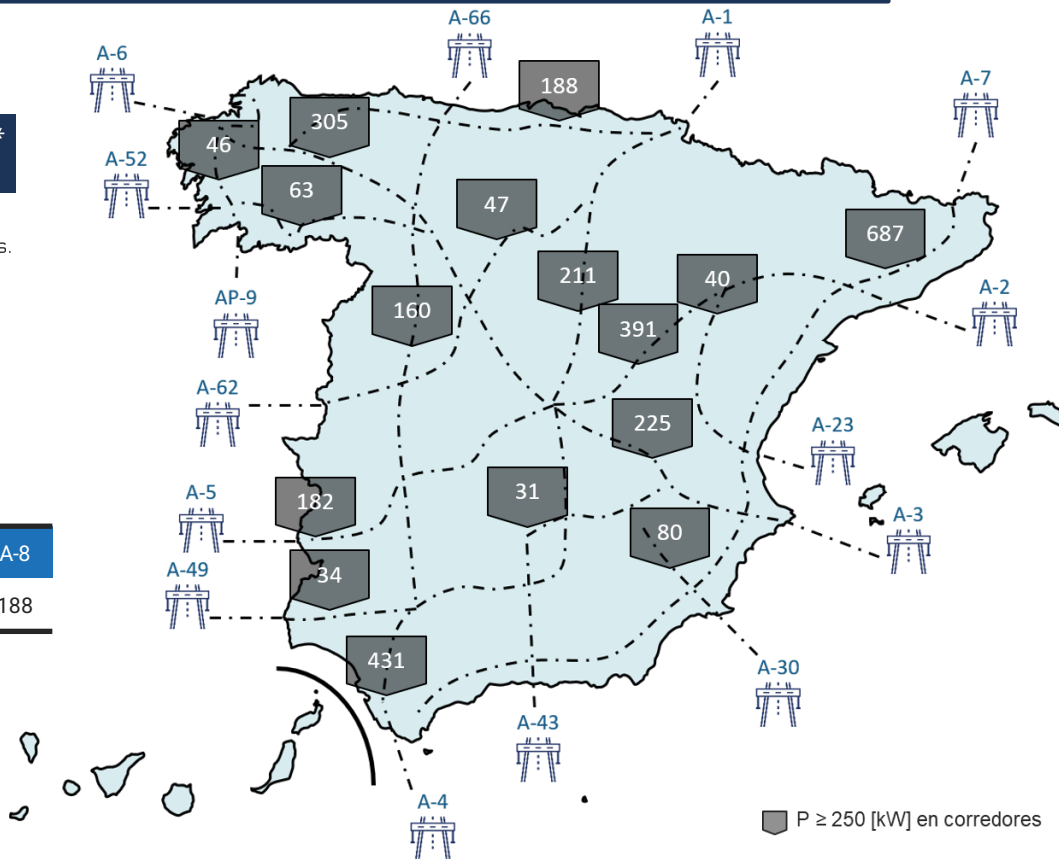 A-66
A-1
A-6
A-7
188
*
305
46
A-52
63
47
s.
687
211
40
A-2
AP-9
160
391
A-62
225
A-23
A-5
182
31
A-3
80
A-8
A-49
34
188
431
A-30
A-43
A-4
P ≥ 250 [kW] en corredores